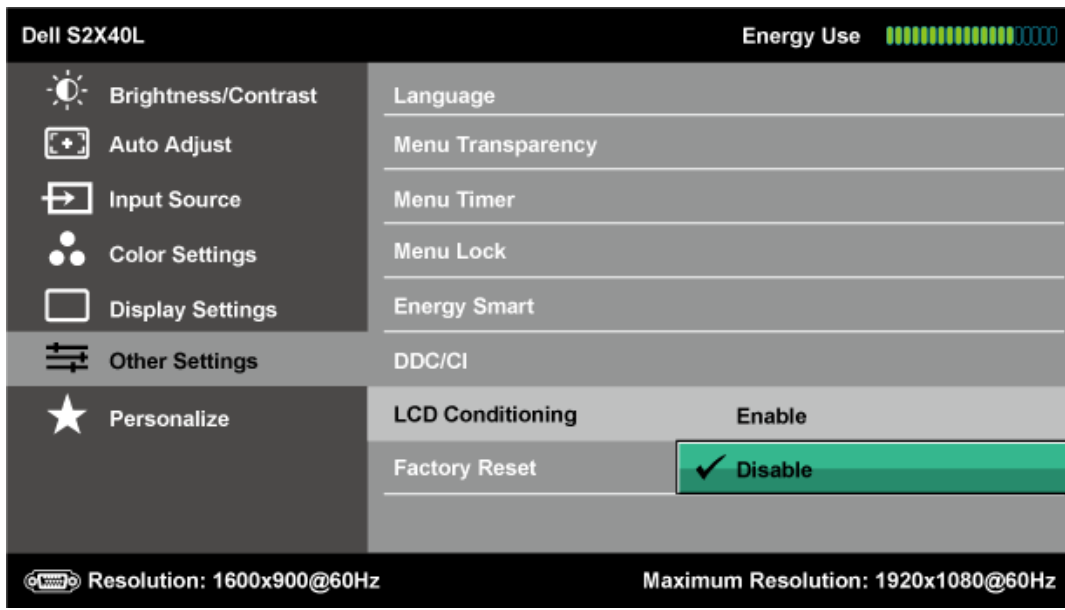 Dell S2X40L Energy Use
Brightness/Contrast Language
Auto Adjust Menu Transparency
Input Source Menu Timer
Color Settings Menu Lock
Display Settings Energy Smart
Other Settings DDC/CI
Personalize LCD Conditioning Enable
Factory Reset Disable
Resolution: 1600x900@60Hz Maximum Resolution: 1920x1080@60Hz